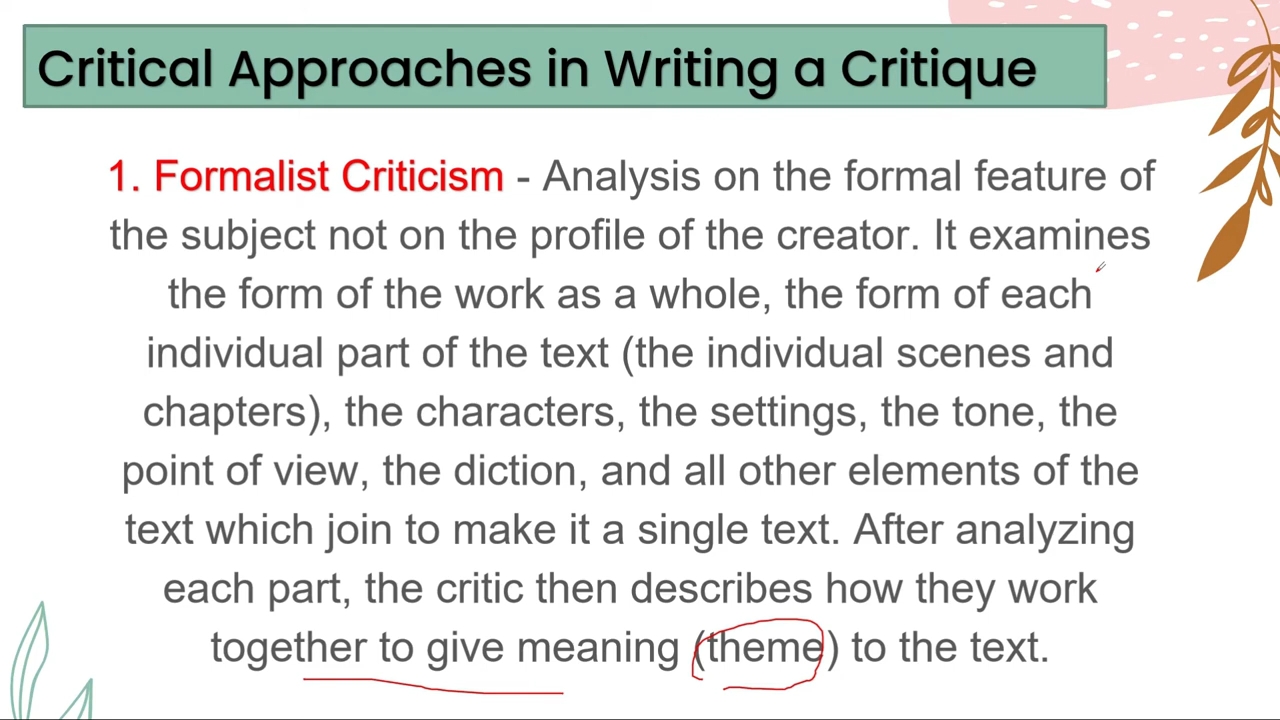 Critical Approaches in Writing a Critique
1. Formalist Criticism - Analysis on the formal feature of
the subject not on the profile of the creator. It examines
the form of the work as a whole, the form of each
individual part of the text (the individual scenes and
chapters), the characters, the settings, the tone, the
point of view, the diction, and all other elements of the
text which join to make it a single text. After analyzing
each part, the critic then describes how they work
together to give meaning (theme) to the text.